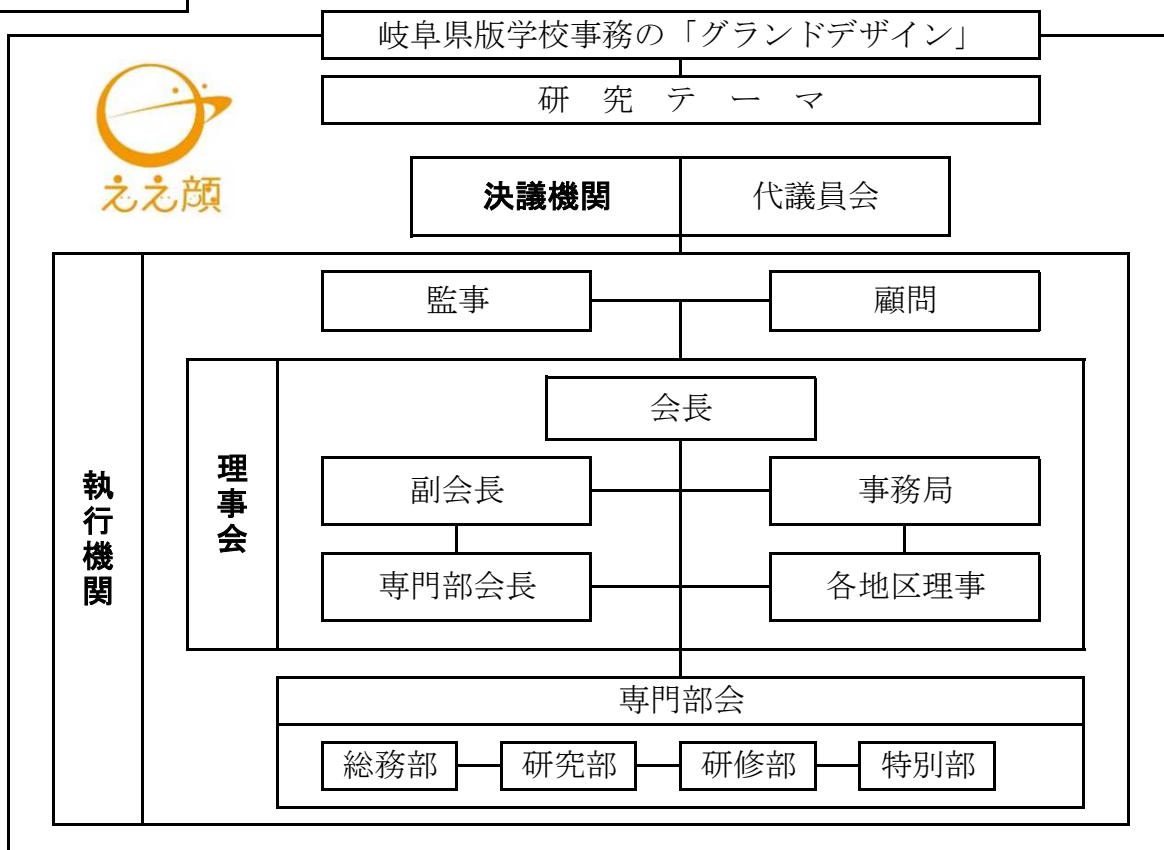 岐阜県版学校事務の「グランドデザイン」
研究テーマ
ええ顔
決議機関 代議員会
監事 顧問
執行機関
理事会
会長
副会長 事務局
専門部会長 各地区理事
専門部会
総務部 研究部 研修部 特別部